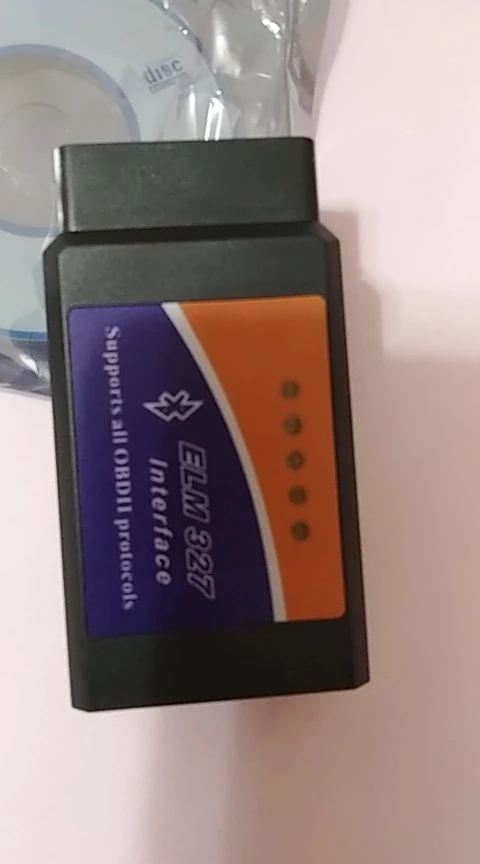 disc
ELM 327
Interface
Supports all OBDII protocols